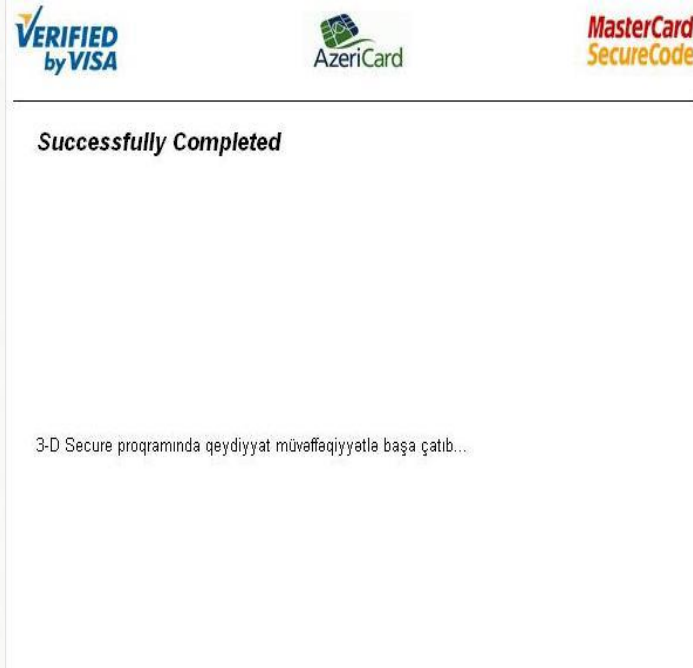 VERIFIED
by VISA
AzeriCard
MasterCard
SecureCode
Successfully Completed
3-D Secure proqramında qeydiyyat müvəffəqiyyətlə başa çatıb...